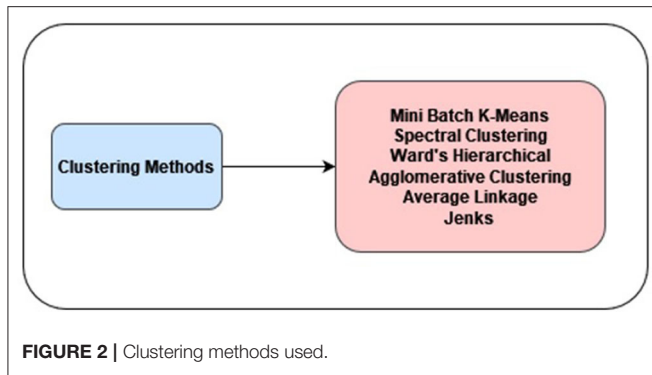 Clustering Methods
Mini Batch K-Means
Spectral Clustering
Ward's Hierarchical
Agglomerative Clustering
Average Linkage
Jenks
FIGURE 2 | Clustering methods used.